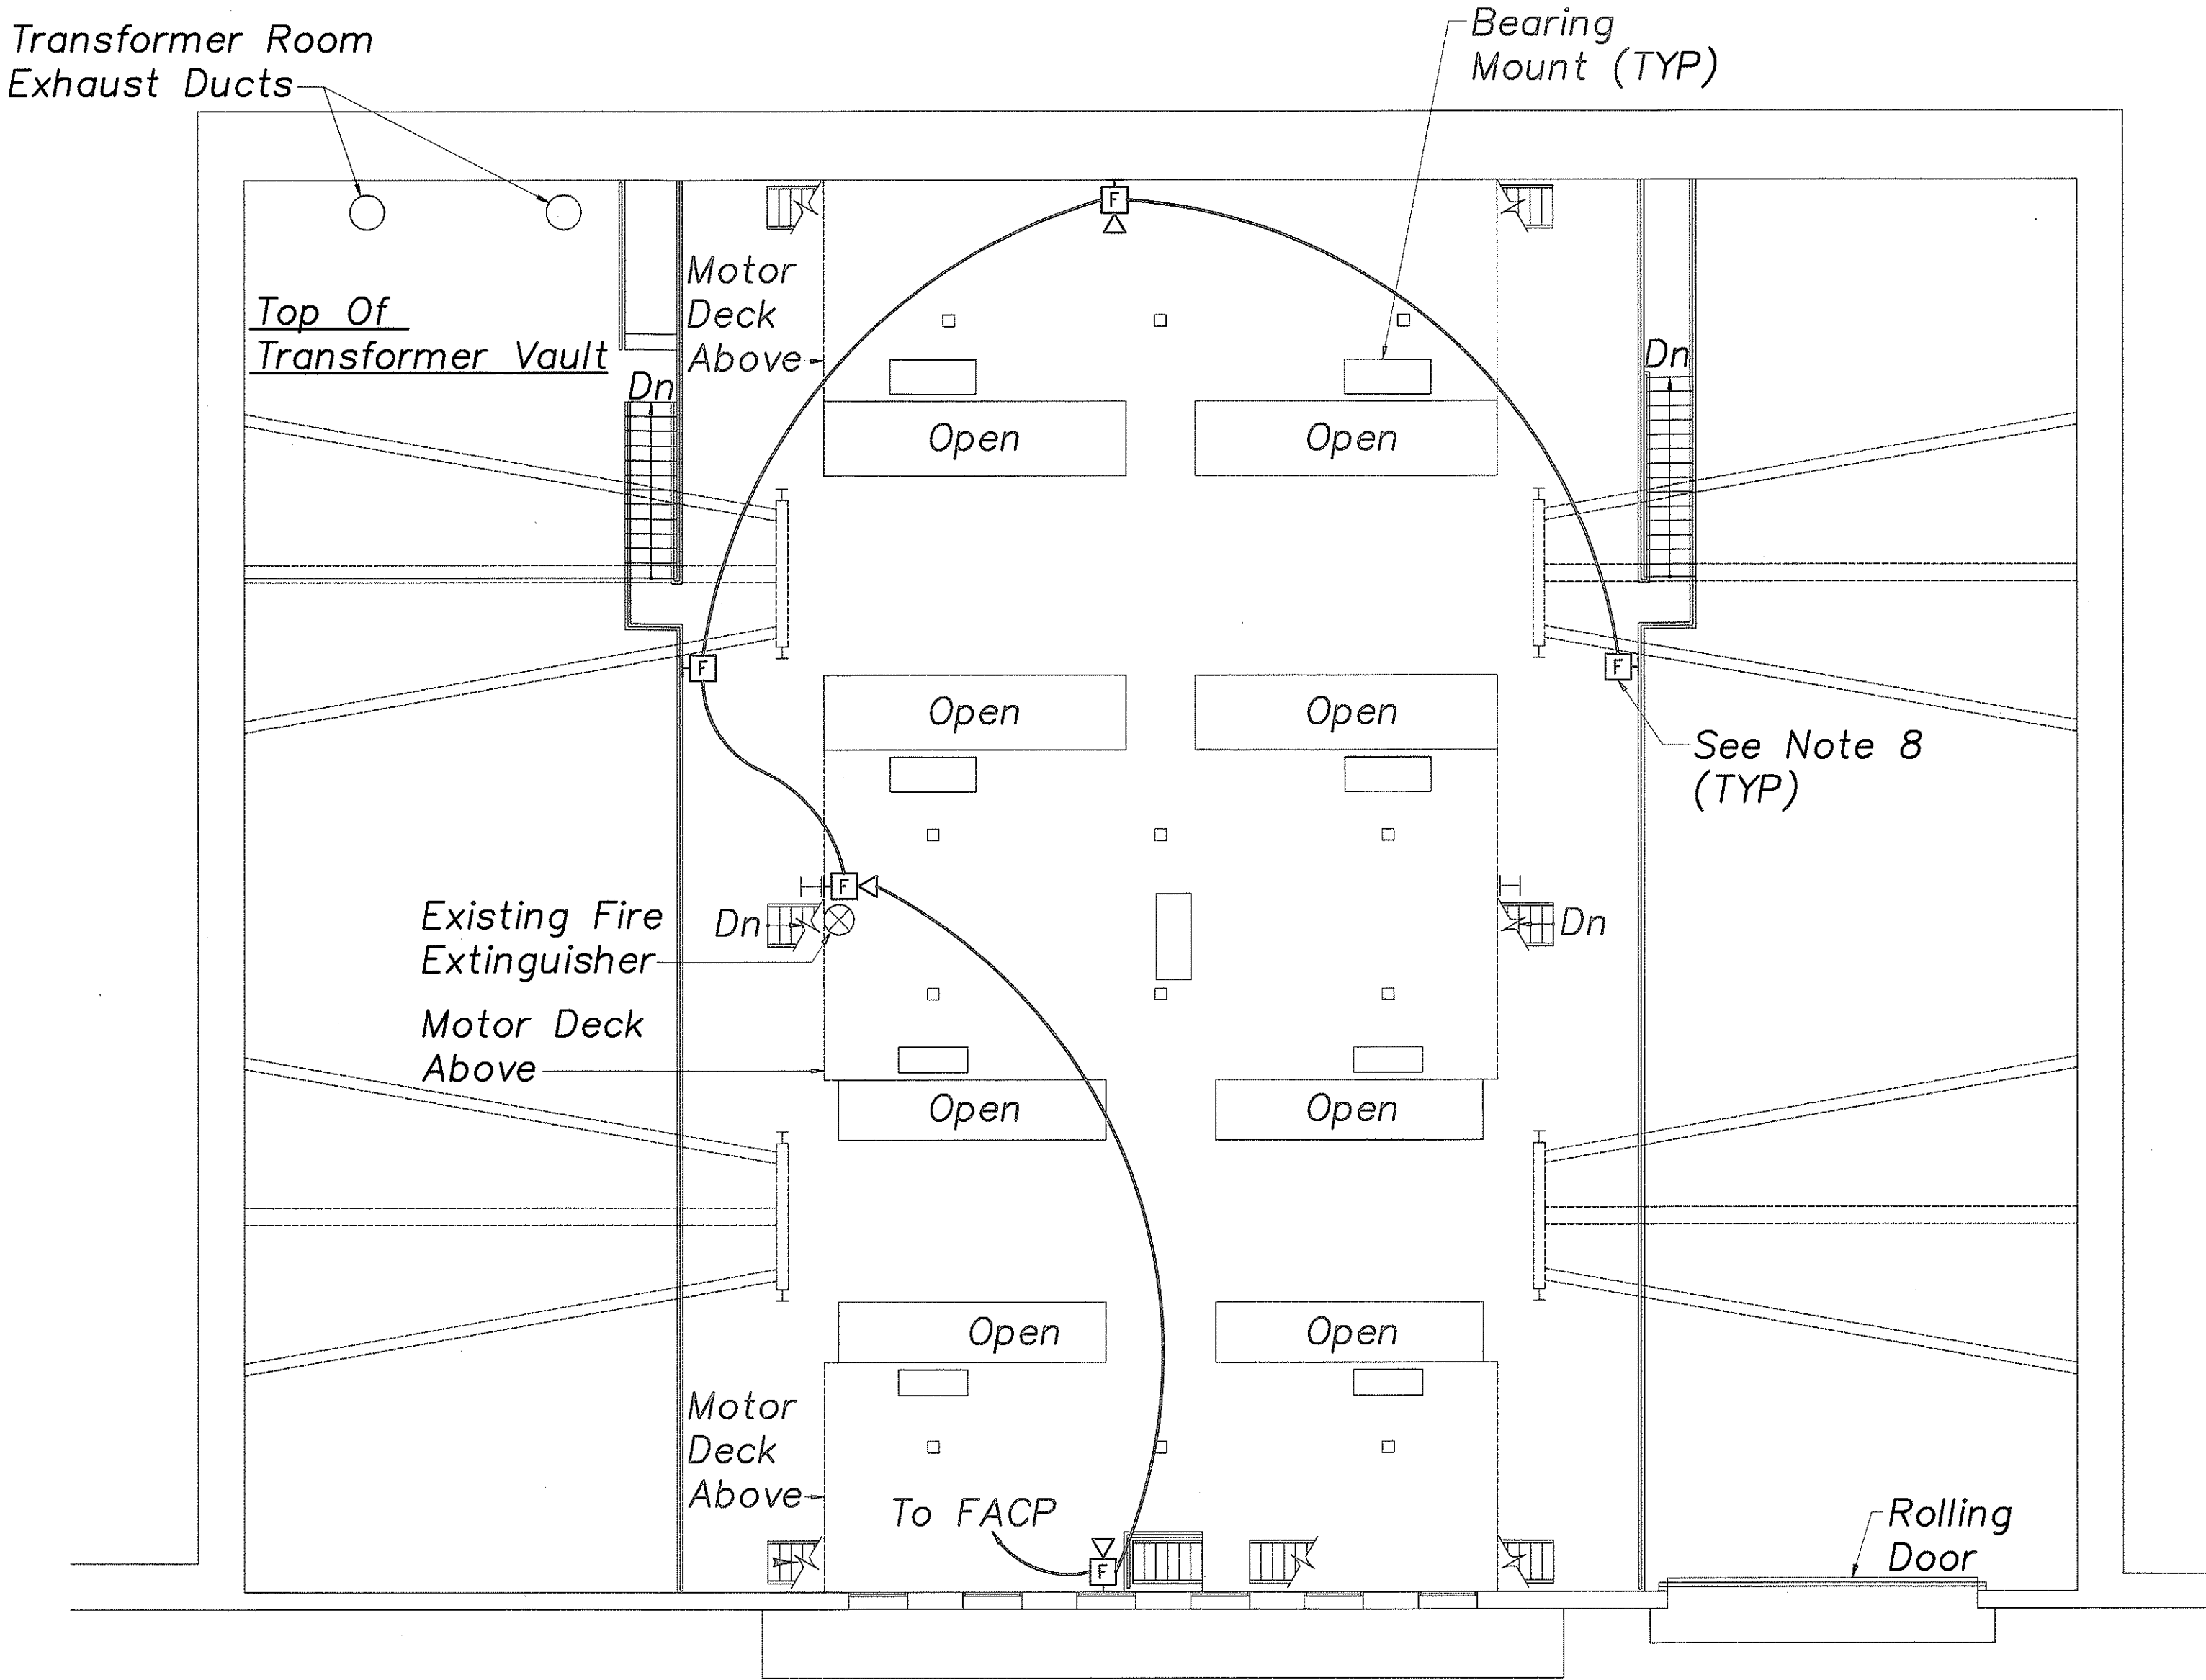 Transformer Room
Exhaust Ducts
Bearing
Mount (TYP)
F
Motor
Deck
Above
Top Of
Transformer Vault
Dn
Dn
Open
Open
F
F
Open
Open
See Note 8
(TYP)
F
Existing Fire
Extinguisher
Dn
Dn
Motor Deck
Above
Open
Open
Open
Open
Motor
Deck
Above
To FACP
F
Rolling
Door